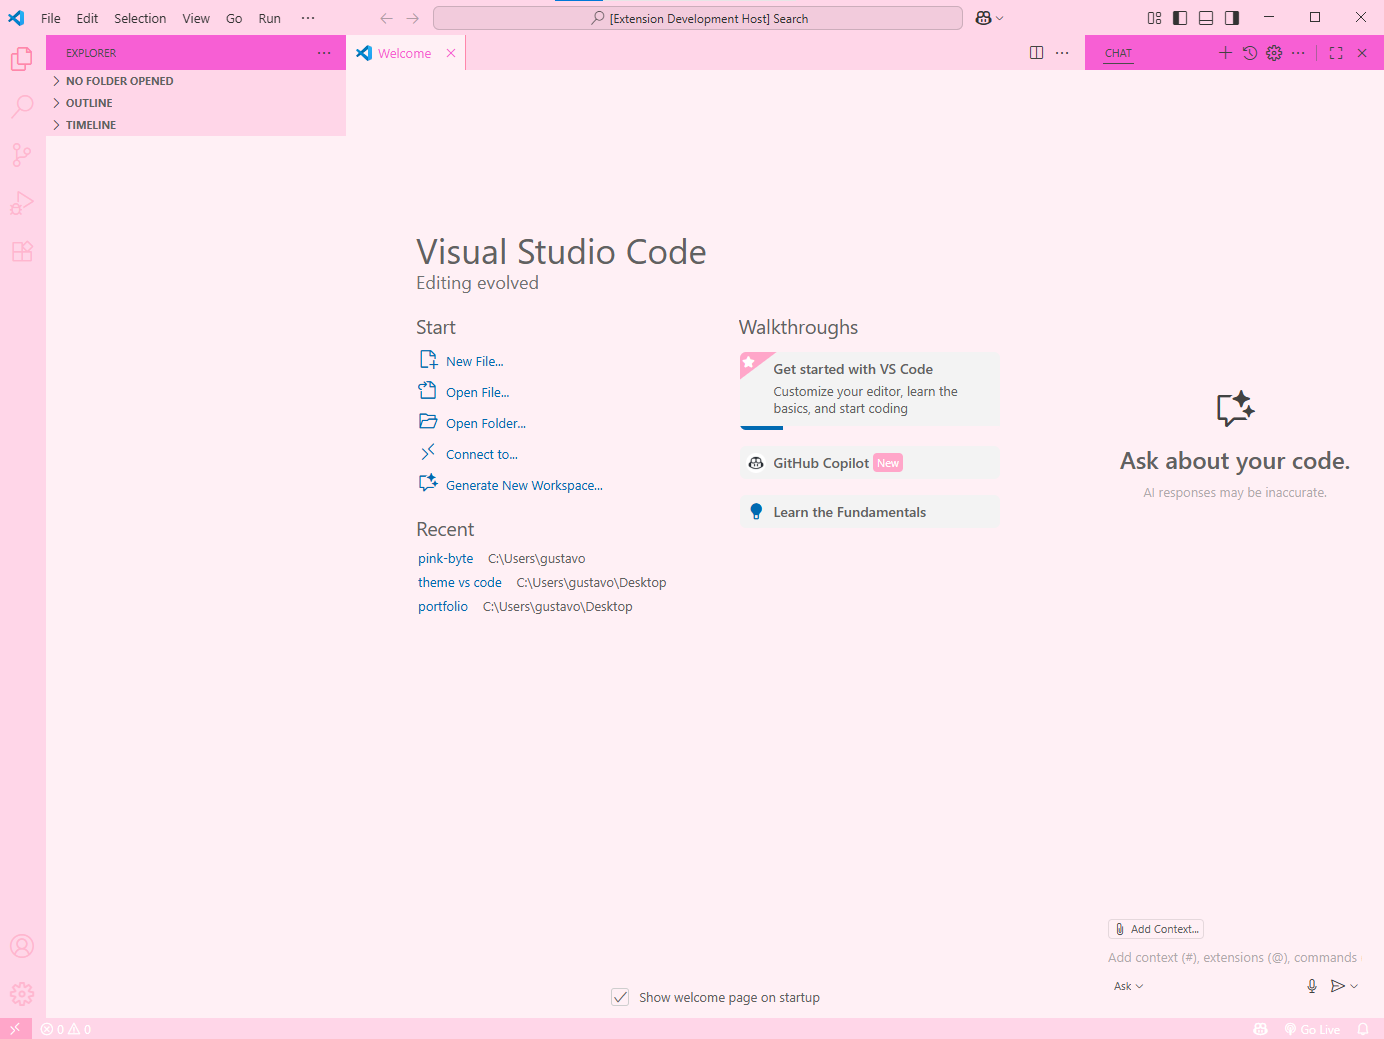 File Edit Selection View Go Run ···
[Extension Development Host] Search
EXPLORER
NO FOLDER OPENED
OUTLINE
TIMELINE
Welcome
Visual Studio Code
Editing evolved
Start
New File...
Open File...
Open Folder...
Connect to...
Generate New Workspace...
Recent
pink-byte C:\Users\gustavo
theme vs code C:\Users\gustavo\Desktop
portfolio C:\Users\gustavo\Desktop
Walkthroughs
Get started with VS Code
Customize your editor, learn the
basics, and start coding
GitHub Copilot New
Learn the Fundamentals
Show welcome page on startup
CHAT
Ask about your code.
AI responses may be inaccurate.
Add Context...
Add context (#), extensions (@), commands
Ask
0 0
Go Live